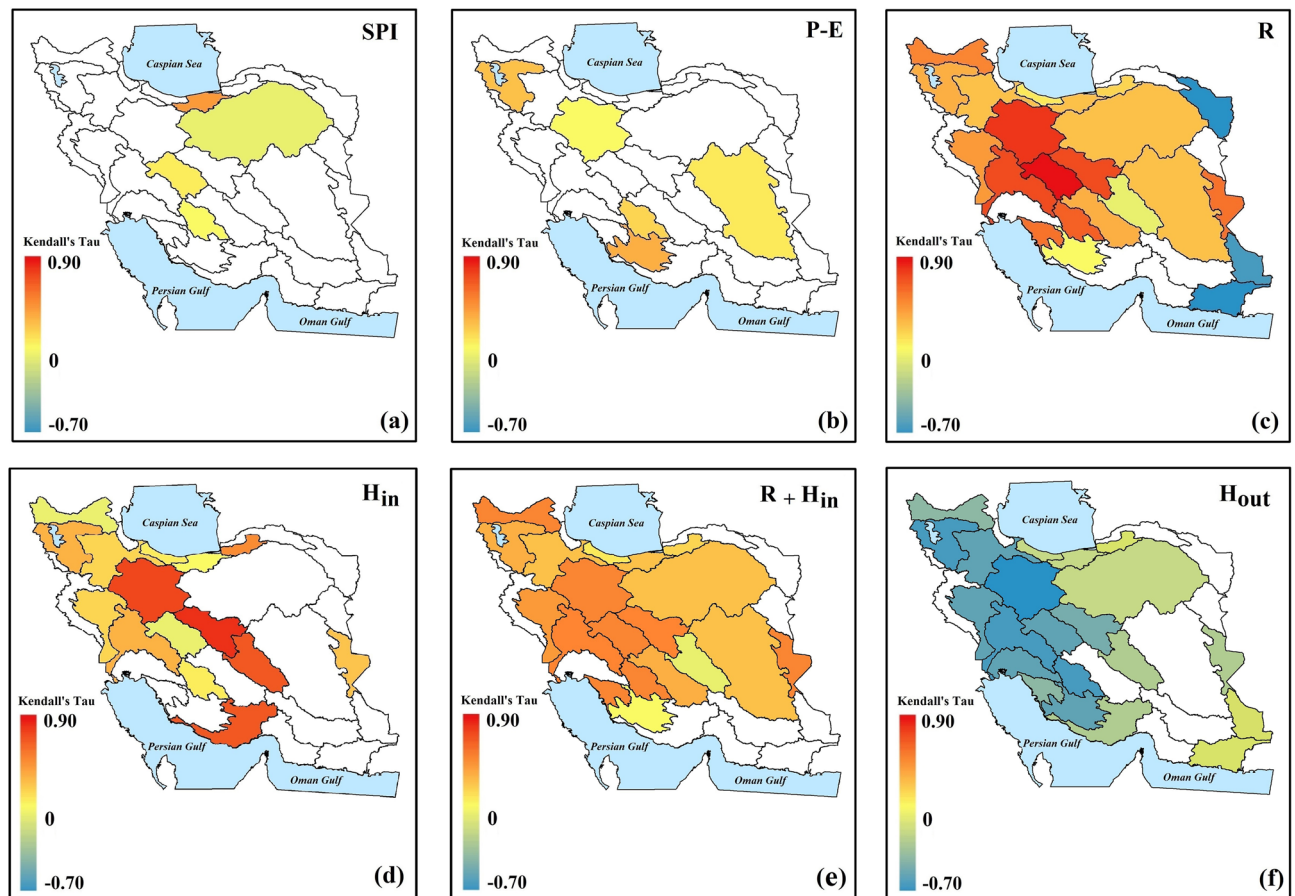 SPI
Caspian Sea
Kendall's Tau
0.90
Persian Gulf
0
Oman Gulf
-0.70
(a)
P-E
Caspian Sea
Kendall's Tau
0.90
Persian Gulf
0
Oman Gulf
-0.70
(b)
R
Caspian Sea
Kendall's Tau
0.90
Persian Gulf
0
Oman Gulf
-0.70
(c)
Hin
Caspian Sea
Kendall's Tau
0.90
Persian Gulf
Oman Gulf
0
-0.70
(d)
R + Hin
Caspian Sea
Kendall's Tau
0.90
Persian Gulf
Oman Gulf
0
-0.70
(e)
Hout
Caspian Sea
Kendall's Tau
0.90
Persian Gulf
Oman Gulf
0
-0.70
(f)